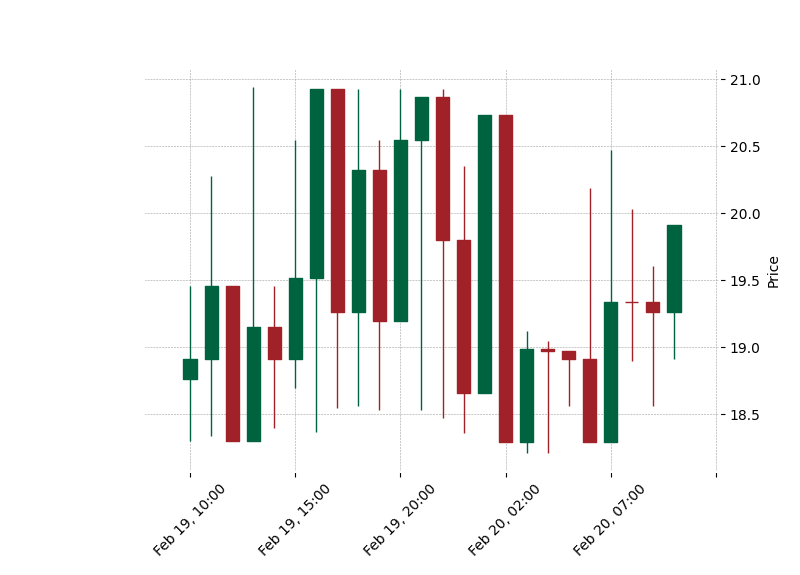 21.0
20.5
20.0
19.5
19.0
18.5
Price
Feb 19, 10:00
Feb 19, 15:00
Feb 19, 20:00
Feb 20, 02:00
Feb 20, 07:00